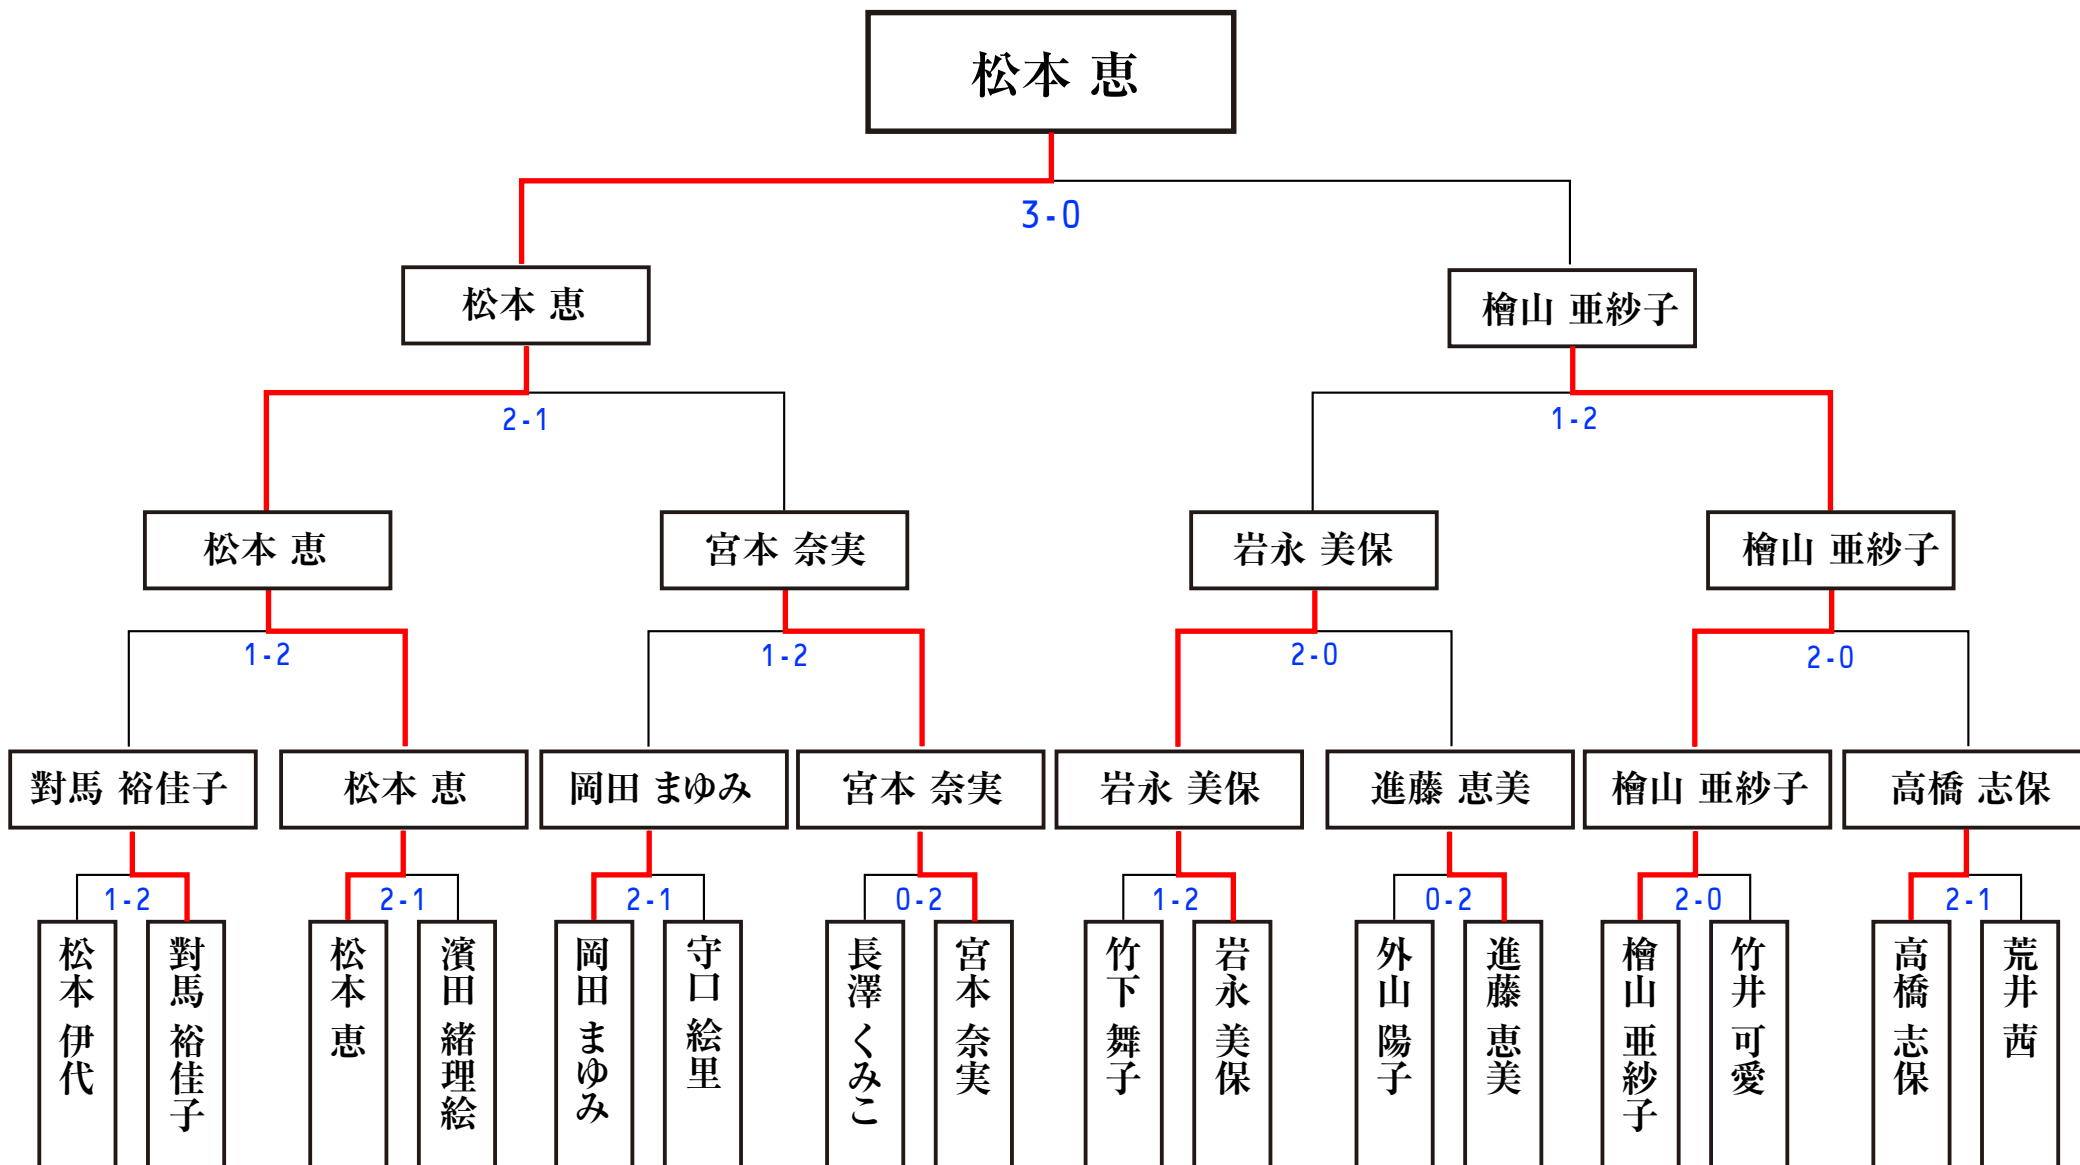 松本 恵
3-0
松本 恵
檜山 亜紗子
2-1
1-2
松本 恵
宮本 奈実
岩永 美保
檜山 亜紗子
1-2
1-2
2-0
2-0
對馬 裕佳子
松本 恵
岡田 まゆみ
宮本 奈実
岩永 美保
進藤 恵美
檜山 亜紗子
高橋 志保
1-2
2-1
2-1
0-2
1-2
0-2
2-0
2-1
松本 伊代
對馬 裕佳子
松本 恵
濱田 緒理絵
岡田 まゆみ
守口 絵里
長澤 くみこ
宮本 奈実
竹下 舞子
岩永 美保
外山 陽子
進藤 恵美
檜山 亜紗子
竹井 可愛
高橋 志保
荒井 茜